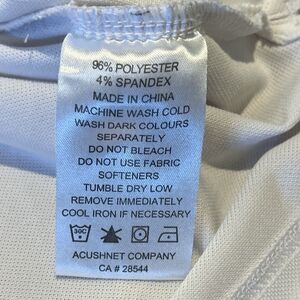 96% POLYESTER
4% SPANDEX
MADE IN CHINA
MACHINE WASH COLD
WASH DARK COLOURS
SEPARATELY
DO NOT BLEACH
DO NOT USE FABRIC
SOFTENERS
TUMBLE DRY LOW
REMOVE IMMEDIATELY
COOL IRON IF NECESSARY
30C
ACUSHNET COMPANY
CA # 28544